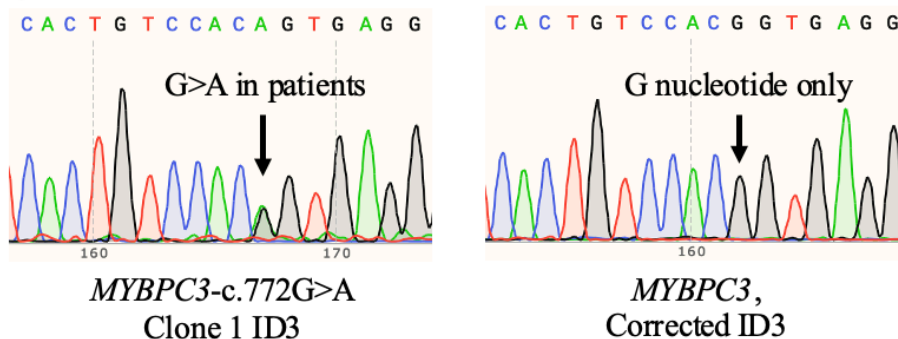 C A C T G T C C A C A G T G A G G
G>A in patients
160 170
MYBPC3-c.772G>A
Clone 1 ID3
C A C T G T C C A C G G T G A G G
G nucleotide only
160
MYBPC3,
Corrected ID3